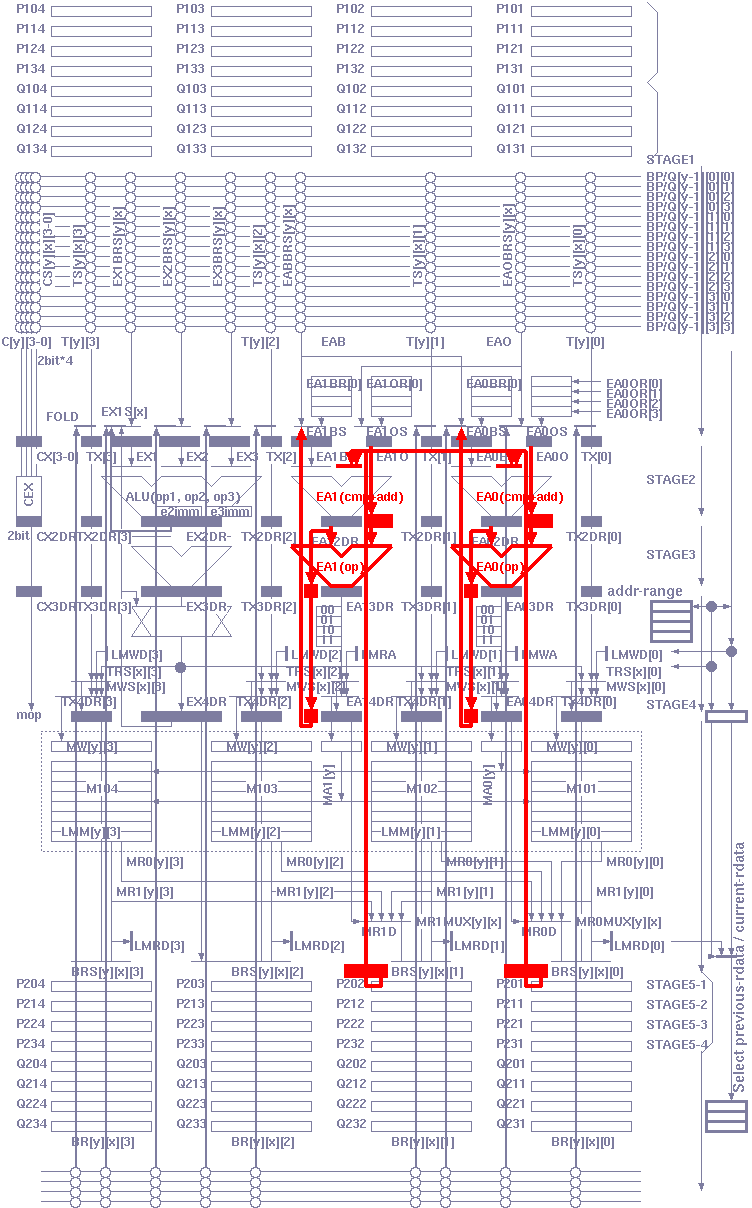 P104 P103 P102 P101
P114 P113 P112 P111
P124 P123 P122 P121
P134 P133 P132 P131
Q104 Q103 Q102 Q101
Q114 Q113 Q112 Q111
Q124 Q123 Q122 Q121
Q134 Q133 Q132 Q131
STAGE1
BP/Q[y-1][0][0]
BP/Q[y-1][0][1]
BP/Q[y-1][0][2]
BP/Q[y-1][0][3]
BP/Q[y-1][1][0]
BP/Q[y-1][1][1]
BP/Q[y-1][1][2]
BP/Q[y-1][1][3]
BP/Q[y-1][2][0]
BP/Q[y-1][2][1]
BP/Q[y-1][2][2]
BP/Q[y-1][2][3]
BP/Q[y-1][3][0]
BP/Q[y-1][3][1]
BP/Q[y-1][3][2]
BP/Q[y-1][3][3]
CS[y][x][3-0]
TS[y][x][3]
EX1BRS[y][x]
EX2BRS[y][x]
EX3BRS[y][x]
TS[y][x][2]
EABBRS[y][x]
TS[y][x][1]
EAOBRS[y][x]
TS[y][x][0]
C[y][3-0] T[y][3] T[y][2] EAB T[y][1] EAO T[y][0]
2bit*4
EA1BR[0] EA1OR[0] EA0BR[0] EA0OR[0]
EA0OR[1]
EA0OR[2]
EA0OR[3]
FOLD EX1S[x]
EA1BS EA1OS EA0BS EA0OS
CX[3-0] TX[3] EX1 EX2 EX3 TX[2] EA1O TX[1] EA0O TX[0]
STAGE2
CEX
ALU(op1, op2, op3)
e2imm e3imm
2bit CX2DR TX2DR[3] EX2DR TX2DR[2] TX2DR[1] TX2DR[0]
STAGE3
EA1(op) EA0(op)
addr-range
CX3DR TX3DR[3] EX3DR TX3DR[2] EA13DR TX3DR[1] EA03DR TX3DR[0]
00
01
10
11
LMWD[3] LMWD[2] LMRA LMWD[1] LMWA LMWD[0]
TRS[x][3] TRS[x][2] TRS[x][1] TRS[x][0]
MWS[x][3] MWS[x][2] MWS[x][1] MWS[x][0]
mop TX4DR[3] EX4DR TX4DR[2] EA14DR TX4DR[1] EA04DR TX4DR[0]
STAGE4
MW[y][3] MW[y][2] MW[y][1] MW[y][0]
MA1[y] MA0[y]
M104 M103 M102 M101
LMM[y][3] LMM[y][2] LMM[y][1] LMM[y][0]
MR0[y][3] MR0[y][2] MR0[y][1] MR0[y][0]
MR1[y][3] MR1[y][2] MR1[y][1] MR1[y][0]
MR1MUX[y][x] MR0MUX[y][x]
MR1D MR0D
LMRD[3] LMRD[2] LMRD[1] LMRD[0]
BRS[y][x][3] BRS[y][x][2] BRS[y][x][1] BRS[y][x][0]
Select previous-rdata / current-rdata
P204 P203 P202 P201 STAGE5-1
P214 P213 P212 P211 STAGE5-2
P224 P223 P222 P221 STAGE5-3
P234 P233 P232 P231 STAGE5-4
Q204 Q203 Q202 Q201
Q214 Q213 Q212 Q211
Q224 Q223 Q222 Q221
Q234 Q233 Q232 Q231
BR[y][x][3] BR[y][x][2] BR[y][x][1] BR[y][x][0]